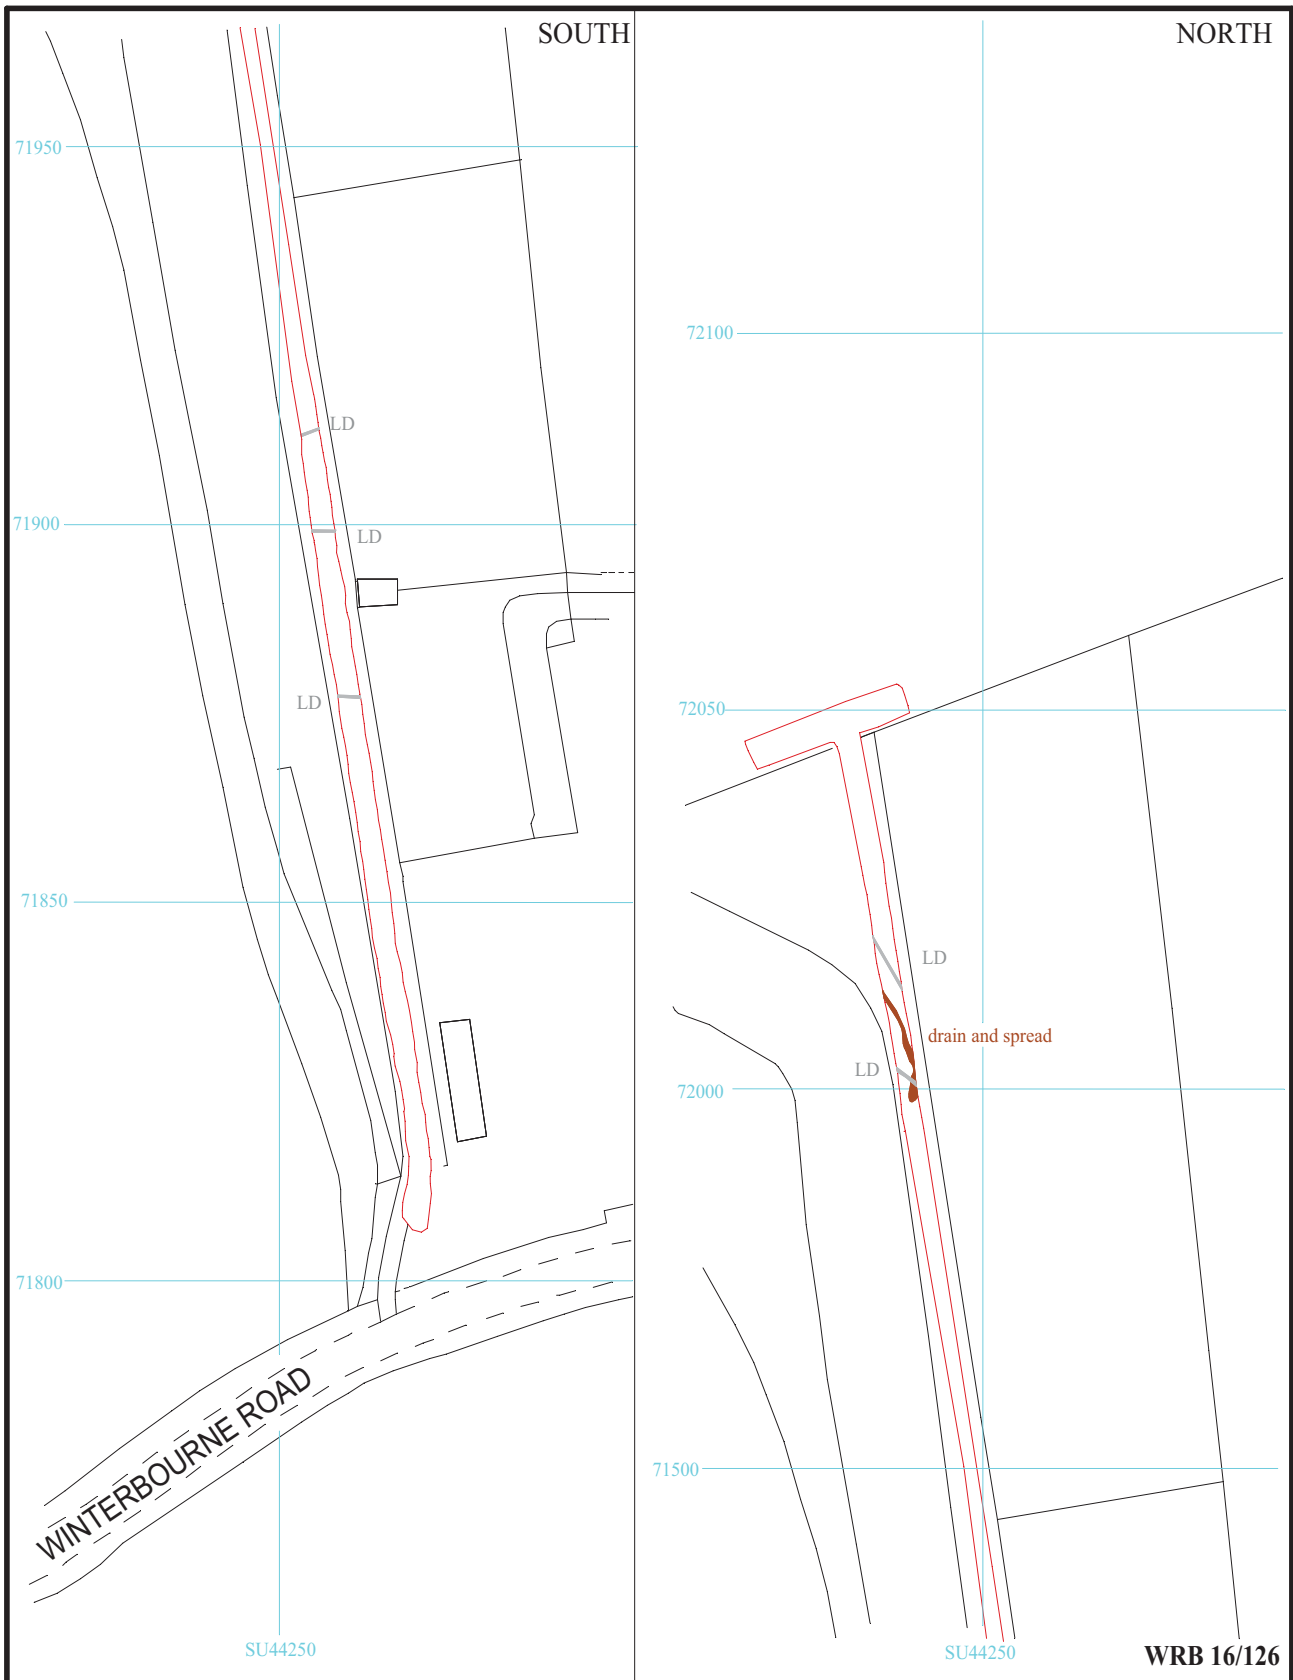 SOUTH
71950
LD
71900
LD
LD
71850
71800
WINTERBOURNE ROAD
SU44250
NORTH
72100
72050
LD
drain and spread
LD
72000
71500
SU44250
WRB 16/126